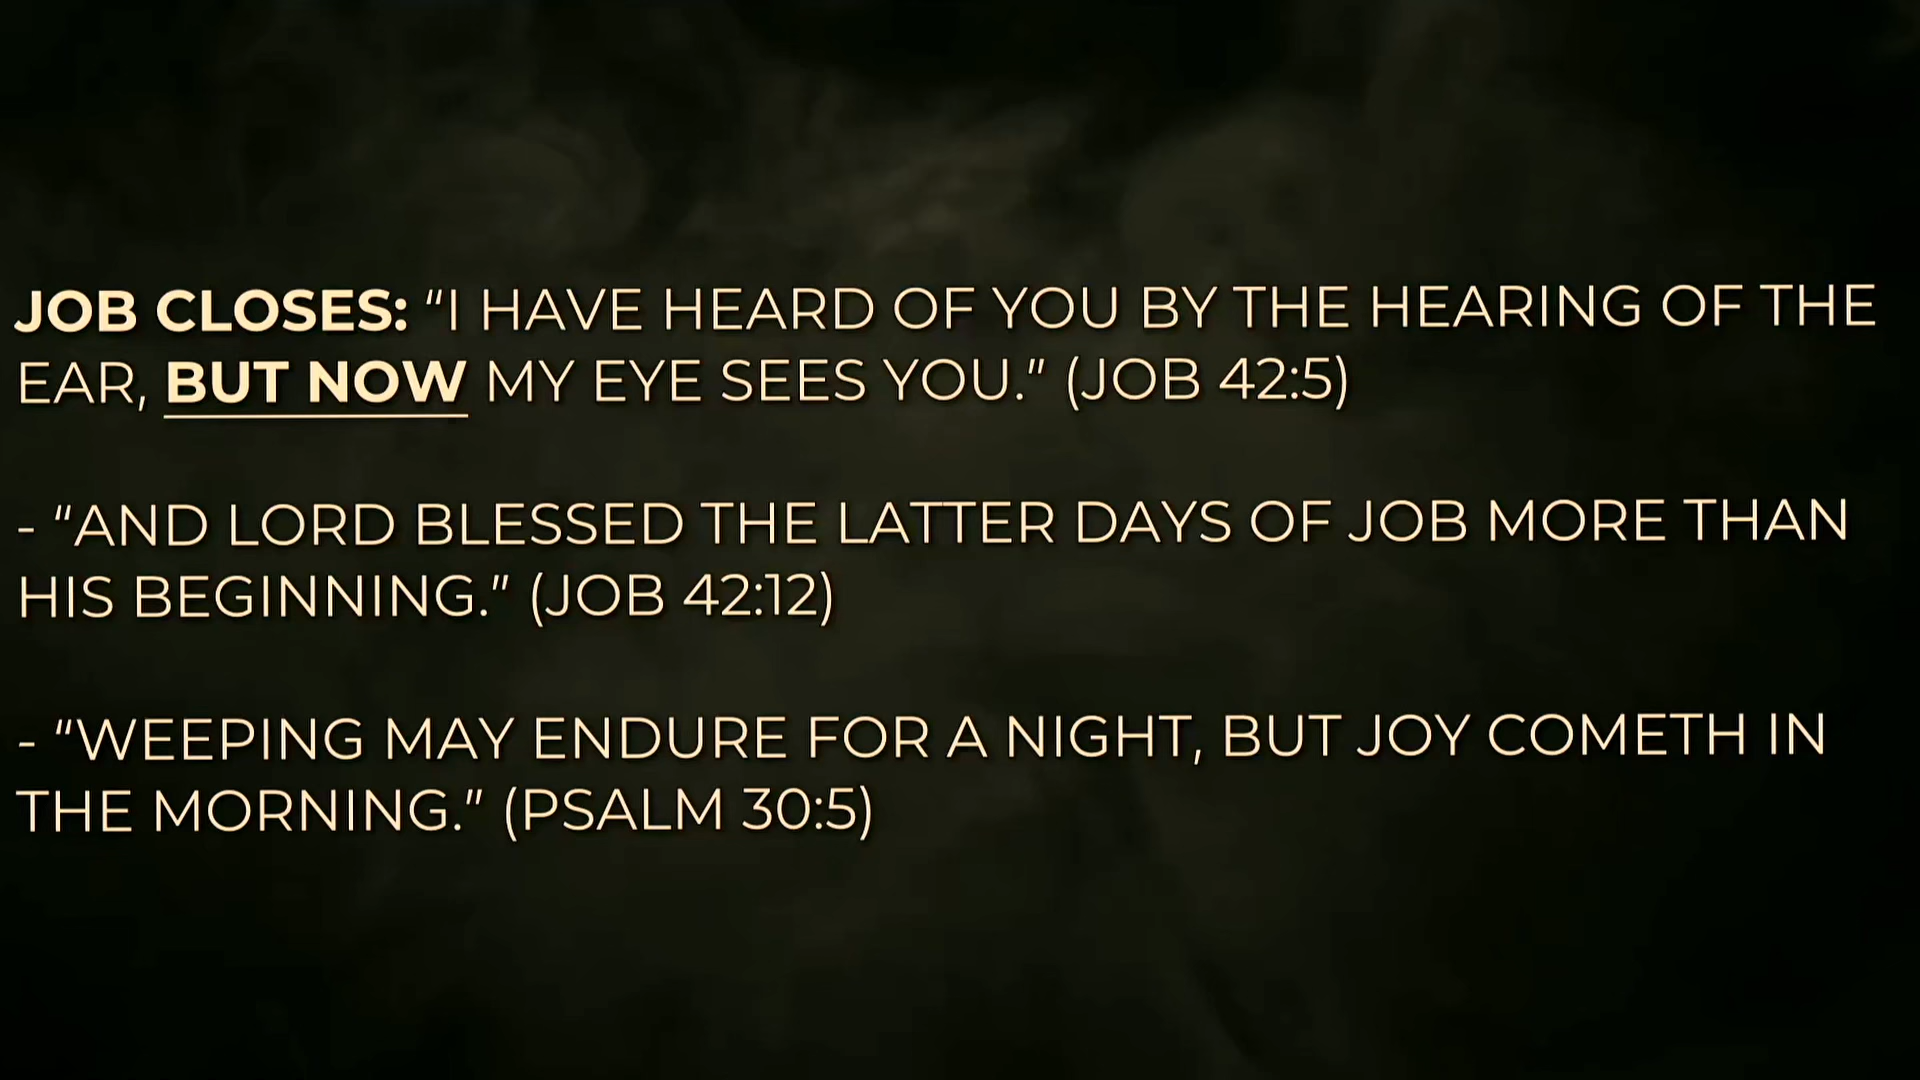 JOB CLOSES: “I HAVE HEARD OF YOU BY THE HEARING OF THE
EAR, BUT NOW MY EYE SEES YOU.” (JOB 42:5)
- “AND LORD BLESSED THE LATTER DAYS OF JOB MORE THAN
HIS BEGINNING.” (JOB 42:12)
- “WEEPING MAY ENDURE FOR A NIGHT, BUT JOY COMETH IN
THE MORNING.” (PSALM 30:5)